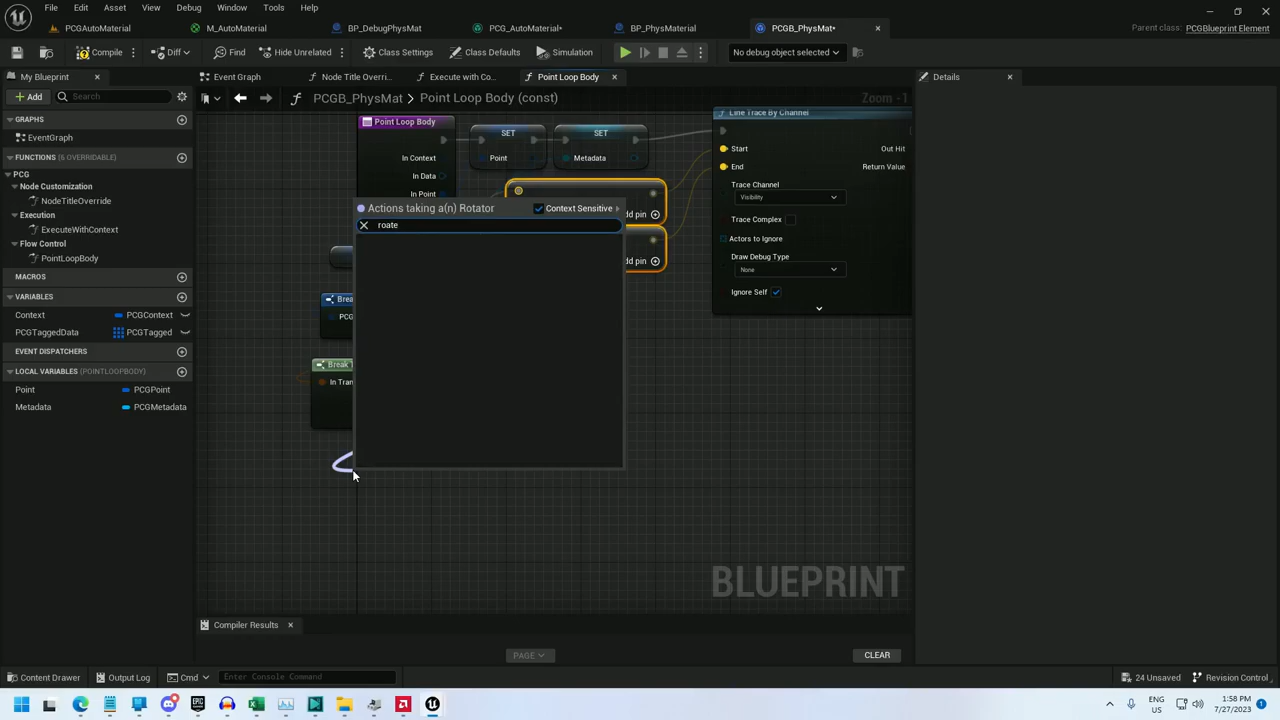 File Edit Asset View Debug Window Tools Help
PCGAutoMaterial M_AutoMaterial BP_DebugPhysMat PCG_AutoMaterial* BP_PhysMaterial PCGB_PhysMat* Parent class: PCGBlueprint Element
Compile Diff Find Hide Unrelated Class Settings Class Defaults Simulation No debug object selected
My Blueprint Event Graph Node Title Overri... Execute with Co... Point Loop Body Details
Add Search PCGB_PhysMat Point Loop Body (const) Zoom -1
GRAPHS
EventGraph
FUNCTIONS (5 OVERRIDABLE)
PCG
Node Customization
NodeTitleOverride
Execution
ExecuteWithContext
Flow Control
PointLoopBody
MACROS
VARIABLES
Context PCGContext
PCGTaggedData PCGTagged
EVENT DISPATCHERS
LOCAL VARIABLES (POINTLOOPBODY)
Point PCGPoint
Metadata PCGMetadata
Point Loop Body
In Context
In Data
In Point
SET
Point
SET
Metadata
Line Trace By Channel
Start Out Hit
End Return Value
Trace Channel
Visibility
Trace Complex
Actors to Ignore
Draw Debug Type
None
Ignore Self
dd pin
dd pin
Actions taking a(n) Rotator Context Sensitive
roate
Brea
PCG
Break
In Tran
BLUEPRINT
Compiler Results
PAGE CLEAR
Content Drawer Output Log Cmd Enter Console Command 24 Unsaved Revision Control
ENG
US
1:58 PM
7/27/2023